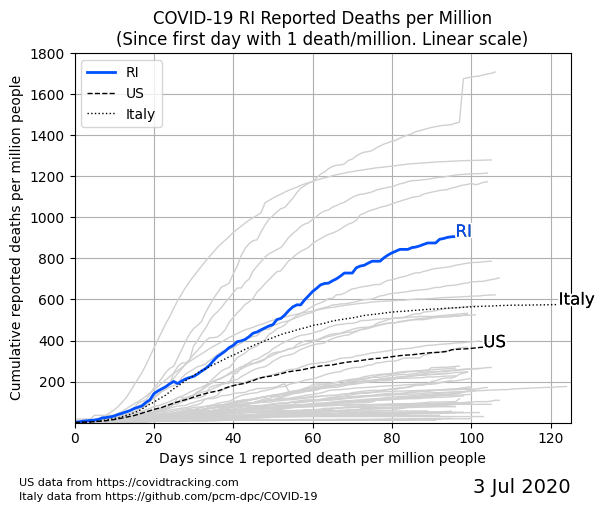 COVID-19 RI Reported Deaths per Million
(Since first day with 1 death/million. Linear scale)
Cumulative reported deaths per million people
1800
1600
1400
1200
1000
800
600
400
200
RI
US
Italy
RI
Italy
US
0
20
40
60
80
100
120
Days since 1 reported death per million people
US data from https://covidtracking.com
Italy data from https://github.com/pcm-dpc/COVID-19
3 Jul 2020